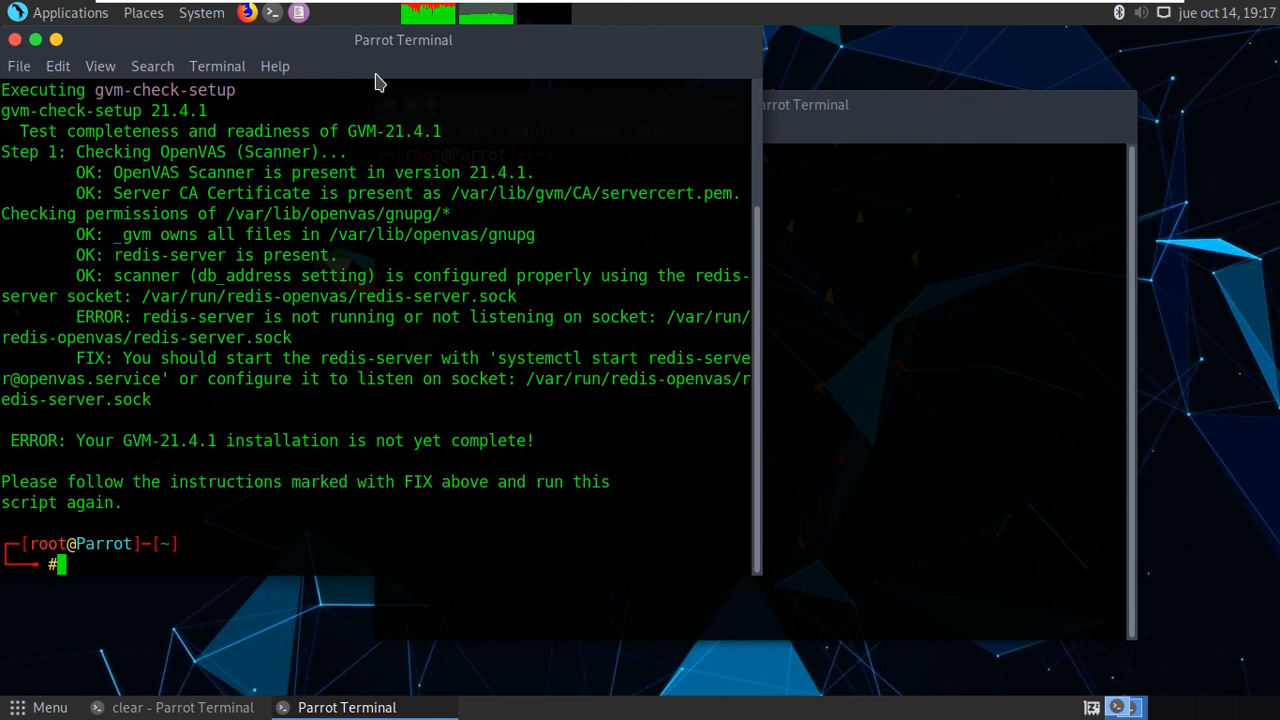 Applications Places System
jue oct 14, 19:17
Parrot Terminal
File Edit View Search Terminal Help
Executing gvm-check-setup
gvm-check-setup 21.4.1
Test completeness and readiness of GVM-21.4.1
Step 1: Checking OpenVAS (Scanner)...
OK: OpenVAS Scanner is present in version 21.4.1.
OK: Server CA Certificate is present as /var/lib/gvm/CA/servercert.pem.
Checking permissions of /var/lib/openvas/gnupg/*
OK: _gvm owns all files in /var/lib/openvas/gnupg
OK: redis-server is present.
OK: scanner (db_address setting) is configured properly using the redis-
server socket: /var/run/redis-openvas/redis-server.sock
ERROR: redis-server is not running or not listening on socket: /var/run/
redis-openvas/redis-server.sock
FIX: You should start the redis-server with 'systemctl start redis-serve
r@openvas.service' or configure it to listen on socket: /var/run/redis-openvas/r
edis-server.sock
ERROR: Your GVM-21.4.1 installation is not yet complete!
Please follow the instructions marked with FIX above and run this
script again.
┌─[root@Parrot]─[~]
└──╼ #
clear - Parrot Terminal
View Search Terminal Help
┌─[root@Parrot]─[~]
Menu clear - Parrot Terminal Parrot Terminal